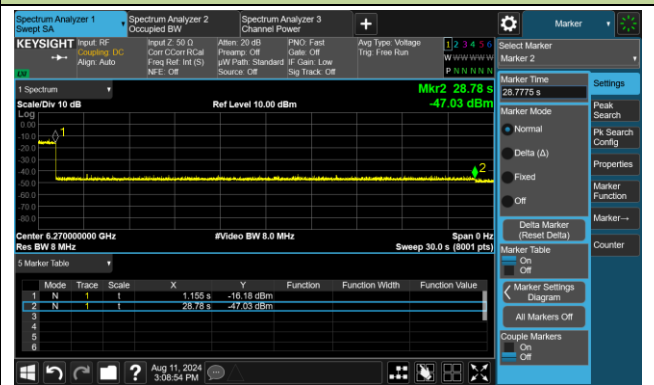 Spectrum Analyzer 1
Swept SA
Spectrum Analyzer 2
Occupied BW
Spectrum Analyzer 3
Channel Power
Marker
KEYSIGHT
Input: RF
Coupling: DC
Align: Auto
Input Z: 50 Ω
Corr CCorr RCal
Freq Ref: Int (S)
NFE: Off
Atten: 20 dB
Preamp: Off
µW Path: Standard
Source: Off
PNO: Fast
Gate: Off
IF Gain: Low
Sig Track: Off
Avg Type: Voltage
Trig: Free Run
1 2 3 4 5 6
W W W W W W
P N N N N N
Select Marker
Marker 2
1 Spectrum
Mkr2 28.78 s
-47.03 dBm
Scale/Div 10 dB
Ref Level 10.00 dBm
Log
0.00
-10.0
-20.0
-30.0
-40.0
-50.0
-60.0
-70.0
-80.0
1
2
Center 6.270000000 GHz
Res BW 8 MHz
#Video BW 8.0 MHz
Span 0 Hz
Sweep 30.0 s (8001 pts)
5 Marker Table
Mode Trace Scale X Y Function Function Width Function Value
1 N 1 t 1.155 s -16.18 dBm
2 N 1 t 28.78 s -47.03 dBm
3
4
5
6
Marker Time
28.7775 s
Marker Mode
Normal
Delta (Δ)
Fixed
Off
Delta Marker
(Reset Delta)
Marker Table
On
Off
Marker Settings
Diagram
All Markers Off
Couple Markers
On
Off
Settings
Peak
Search
Pk Search
Config
Properties
Marker
Function
Marker→
Counter
?
Aug 11, 2024
3:08:54 PM